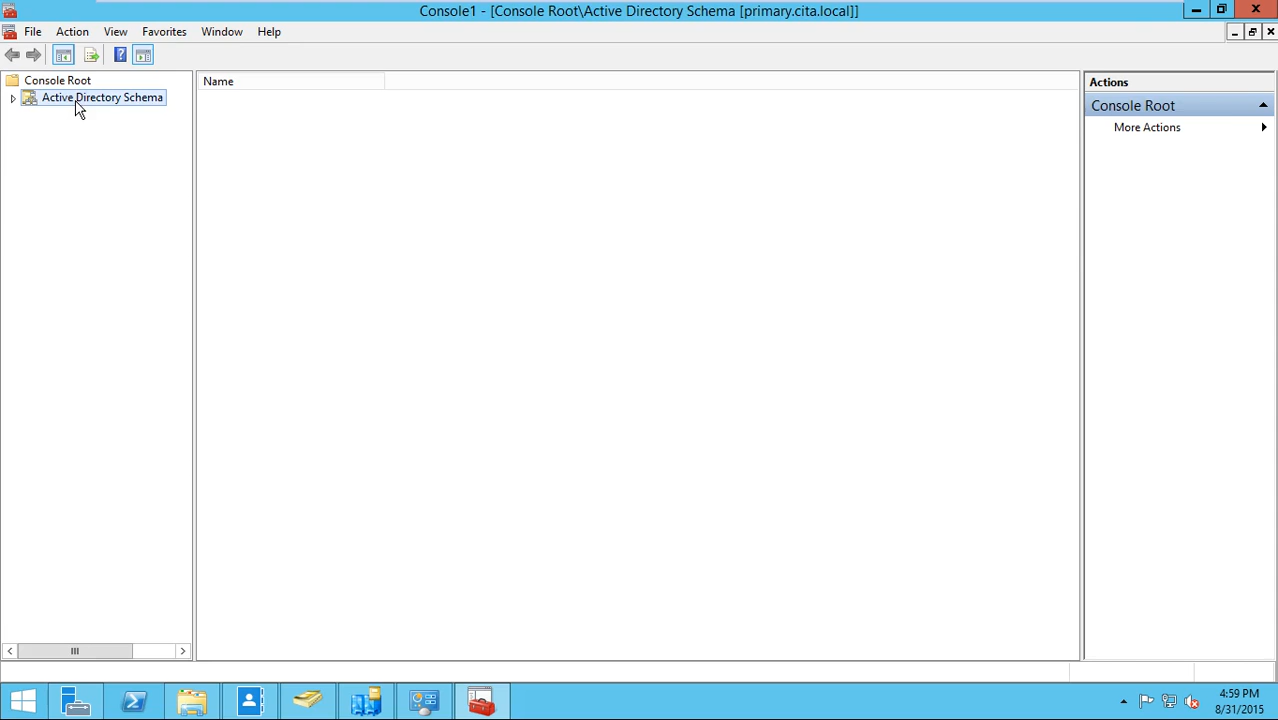 Console1 - [Console Root\Active Directory Schema [primary.cita.local]]
File Action View Favorites Window Help
Console Root
Active Directory Schema
Name
Actions
Console Root
More Actions
4:59 PM
8/31/2015